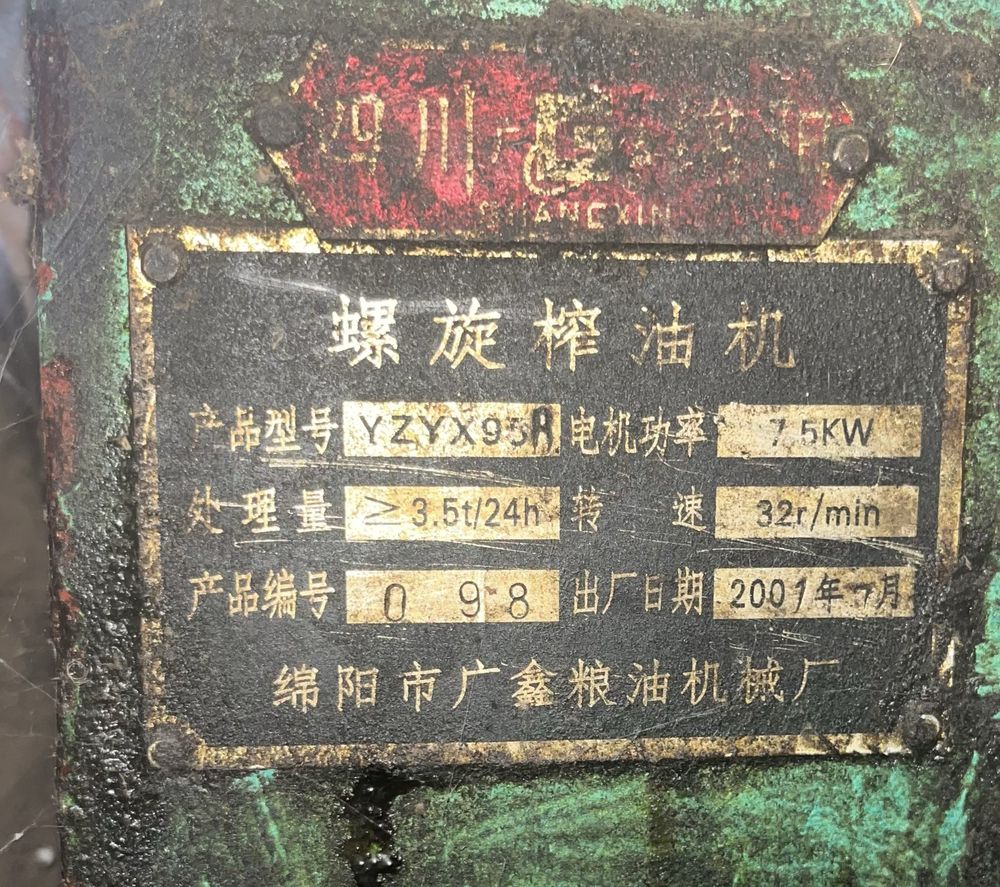 四川
GUANGXIN
螺旋榨油机
产品型号 YZYX95A 电机功率 7.5KW
处理量 ≥3.5t/24h 转速 32r/min
产品编号 098 出厂日期 2001年 月
绵阳市广鑫粮油机械厂